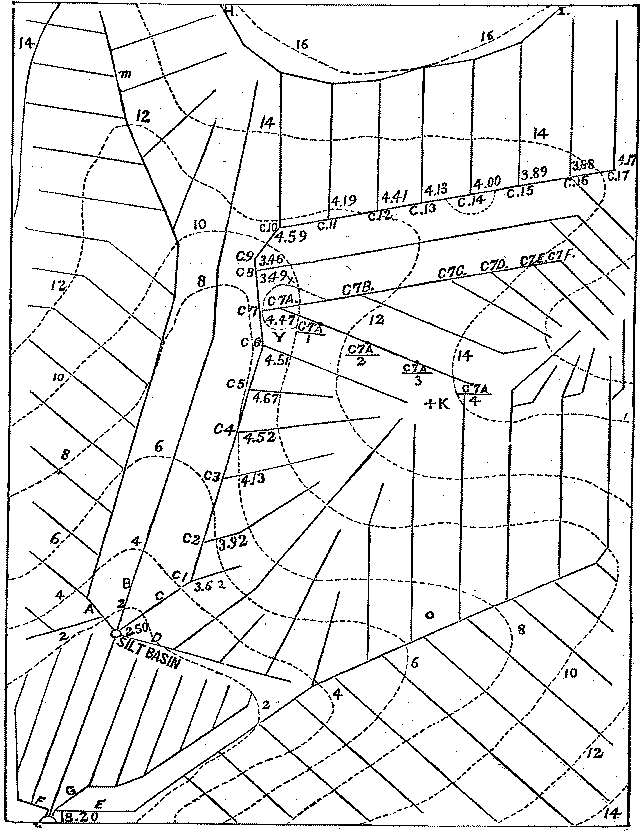 H.
I.
14
16
16
m
12
14
14
4.17
3.88
C.17
C.16
3.89
C.15
4.00
C.14
4.13
C.13
4.41
C.12
4.19
C.11
C.10
4.59
10
C.9
3.46
C8
3.49
8
C7A.
C7B.
C7C.
C7D.
C7E.
C7F.
12
C7
4.47
C7A
1
Y
12
C6
4.51
C7A
2
14
C7A
3
C7A
4
10
C5
4.67
+K
C4
4.52
6
8
C3
4.13
6
4
C2
3.92
B
C1
3.62
4
A
2
C
2
2.50
D
SILT BASIN
O
8
6
10
4
2
12
G
F
E
18.20
14